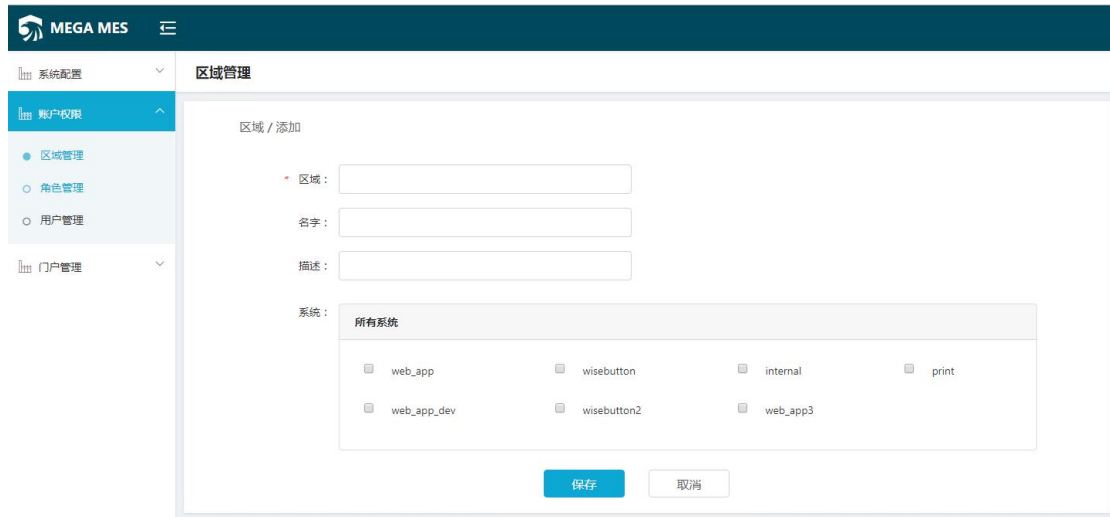 MEGA MES
系统配置
账户权限
区域管理
角色管理
用户管理
门户管理
区域管理
区域 / 添加
* 区域：
名字：
描述：
系统：
所有系统
web_app wisebutton internal print
web_app_dev wisebutton2 web_app3
保存 取消